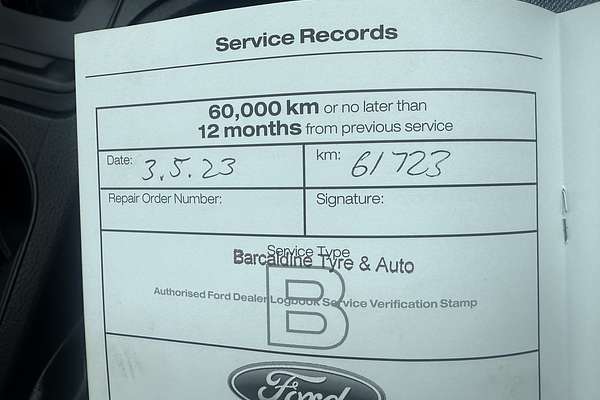 Service Records
60,000 km or no later than
12 months from previous service
Date: 3.5.23
km: 61723
Repair Order Number:
Signature:
Service Type
Barcaldine Tyre & Auto
B
Authorised Ford Dealer Logbook Service Verification Stamp
Ford